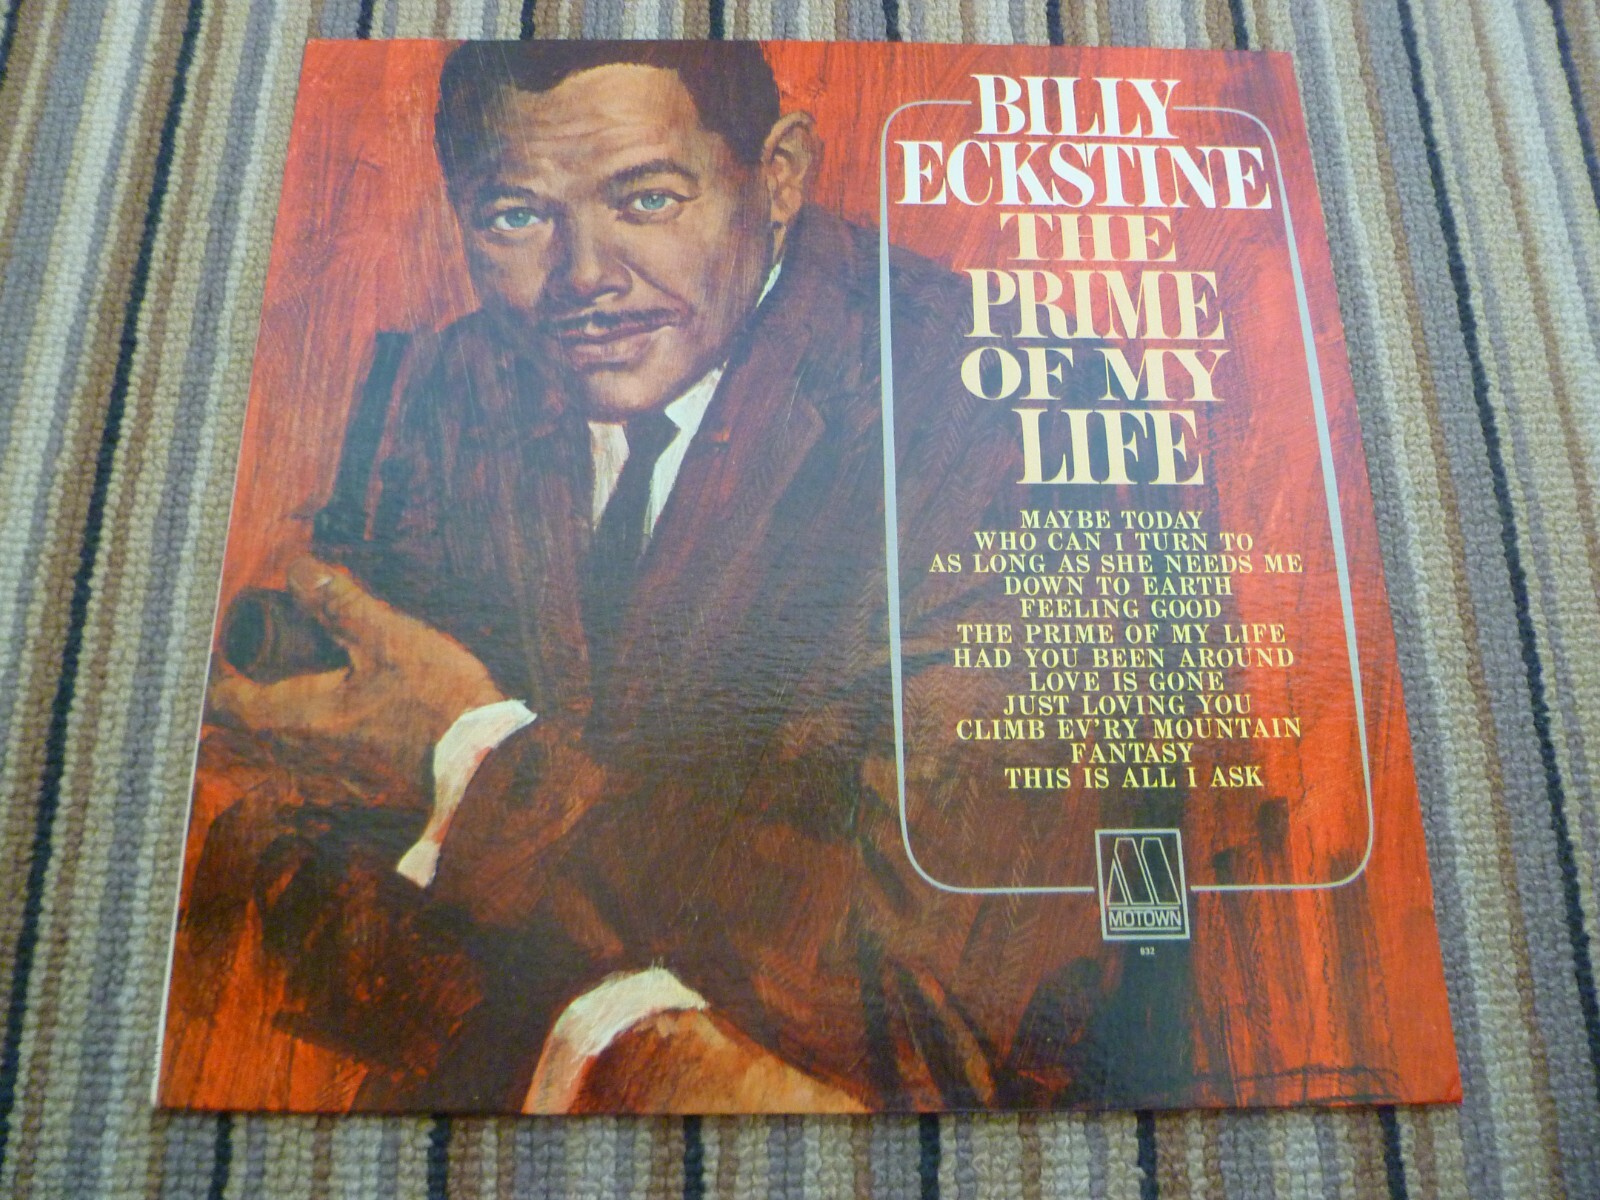 BILLY
ECKSTINE
THE
PRIME
OF MY
LIFE
MAYBE TODAY
WHO CAN I TURN TO
AS LONG AS SHE NEEDS ME
DOWN TO EARTH
FEELING GOOD
THE PRIME OF MY LIFE
HAD YOU BEEN AROUND
LOVE IS GONE
JUST LOVING YOU
CLIMB EV'RY MOUNTAIN
FANTASY
THIS IS ALL I ASK
M
MOTOWN
632